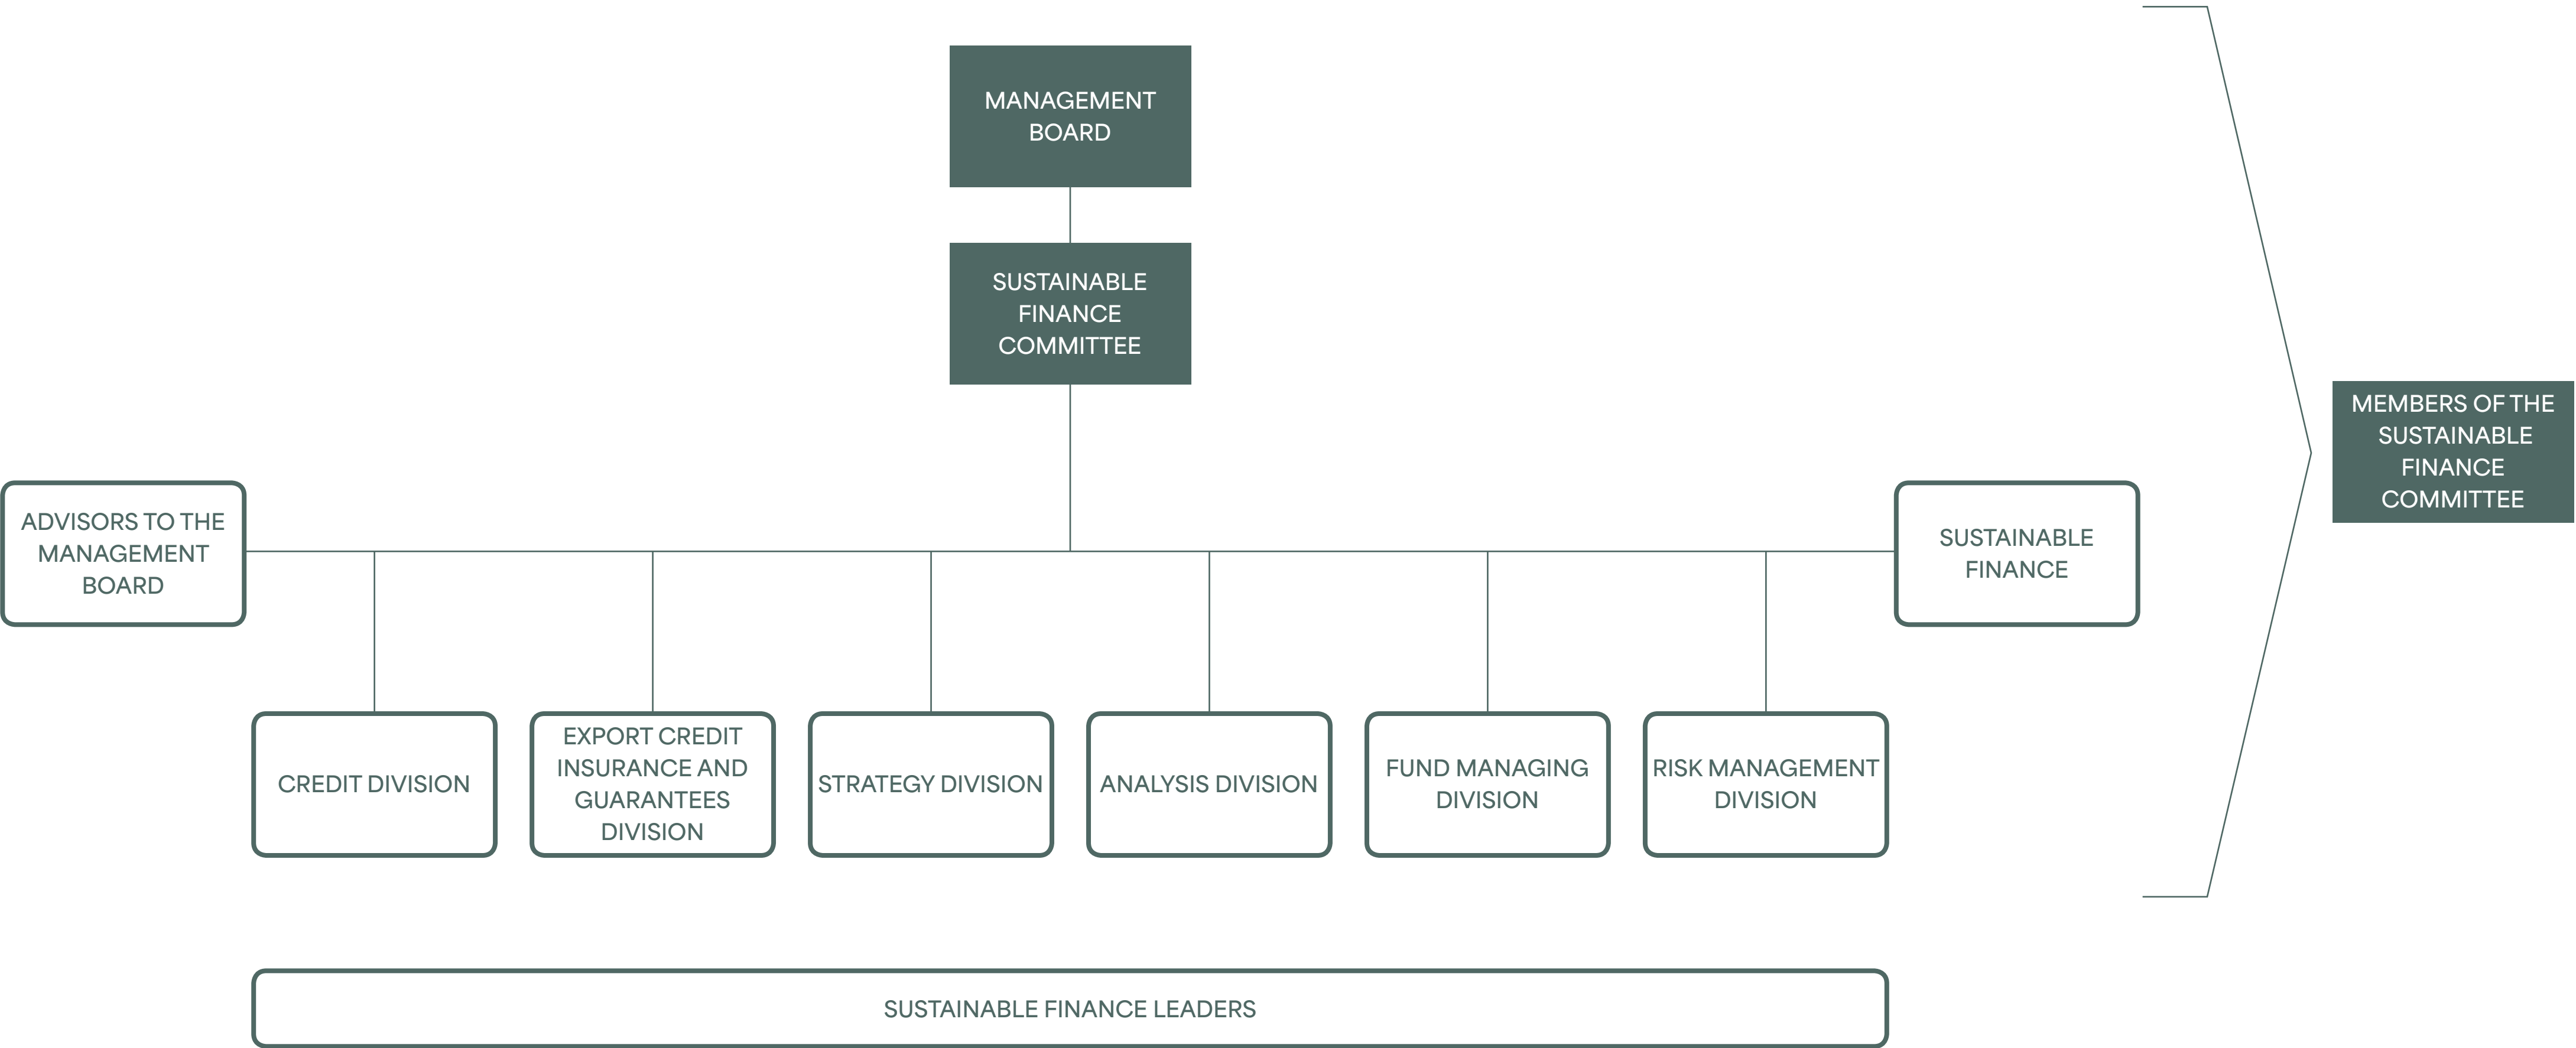 MANAGEMENT
BOARD
SUSTAINABLE
FINANCE
COMMITTEE
MEMBERS OF THE
SUSTAINABLE
FINANCE
COMMITTEE
ADVISORS TO THE
MANAGEMENT
BOARD
SUSTAINABLE
FINANCE
CREDIT DIVISION
EXPORT CREDIT
INSURANCE AND
GUARANTEES
DIVISION
STRATEGY DIVISION
ANALYSIS DIVISION
FUND MANAGING
DIVISION
RISK MANAGEMENT
DIVISION
SUSTAINABLE FINANCE LEADERS